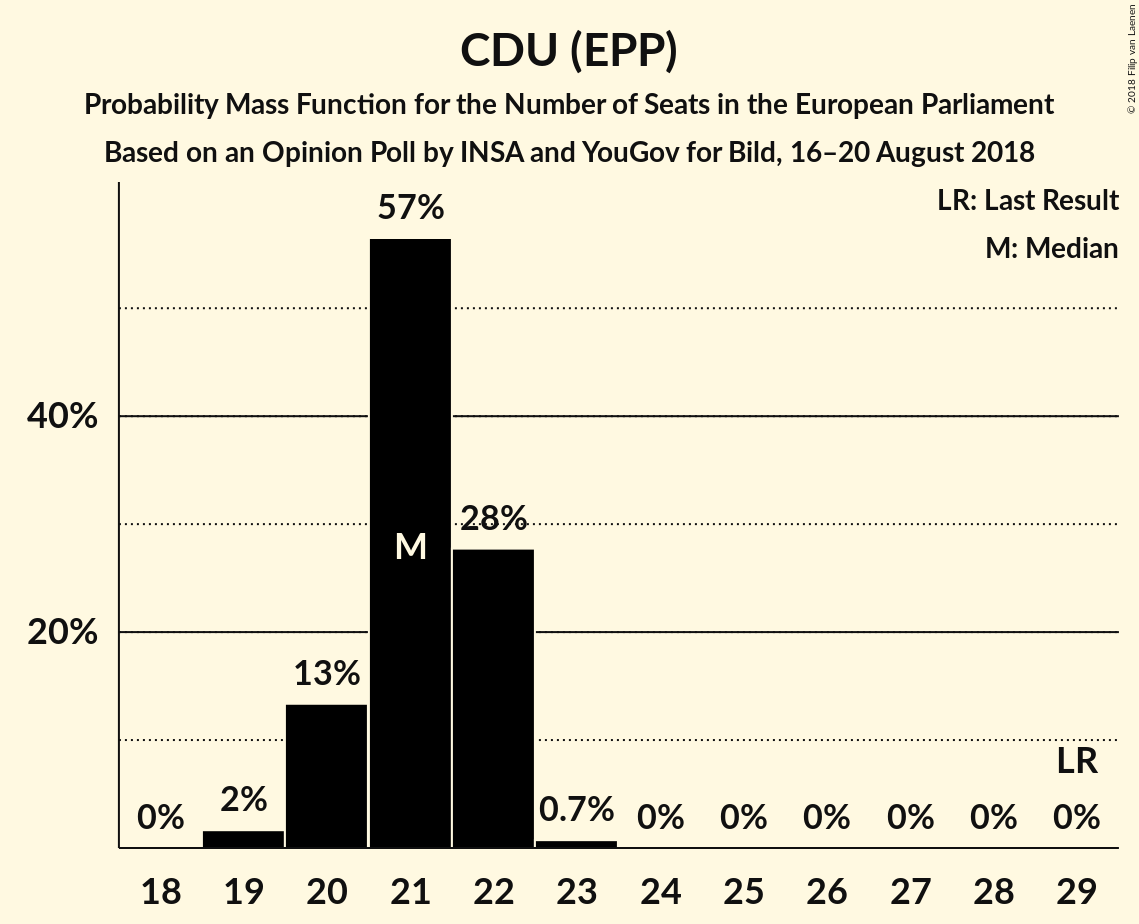 CDU (EPP)
Probability Mass Function for the Number of Seats in the European Parliament
Based on an Opinion Poll by INSA and YouGov for Bild, 16–20 August 2018
© 2018 Filip van Laenen
LR: Last Result
M: Median
57%
40%
28%
M
20%
13%
LR
0% 2% 0.7% 0% 0% 0% 0% 0% 0%
18 19 20 21 22 23 24 25 26 27 28 29